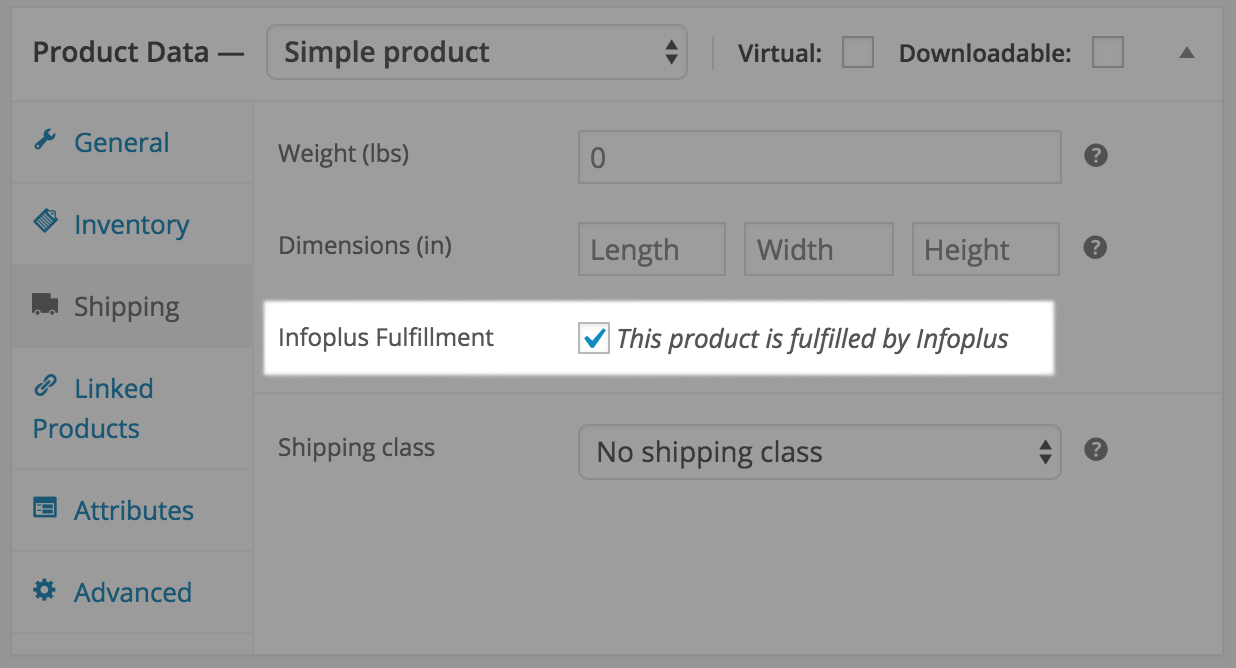 Product Data — Simple product Virtual: Downloadable:
General
Inventory
Shipping
Linked
Products
Attributes
Advanced
Weight (lbs) 0 ?
Dimensions (in) Length Width Height ?
Infoplus Fulfillment This product is fulfilled by Infoplus
Shipping class No shipping class ?